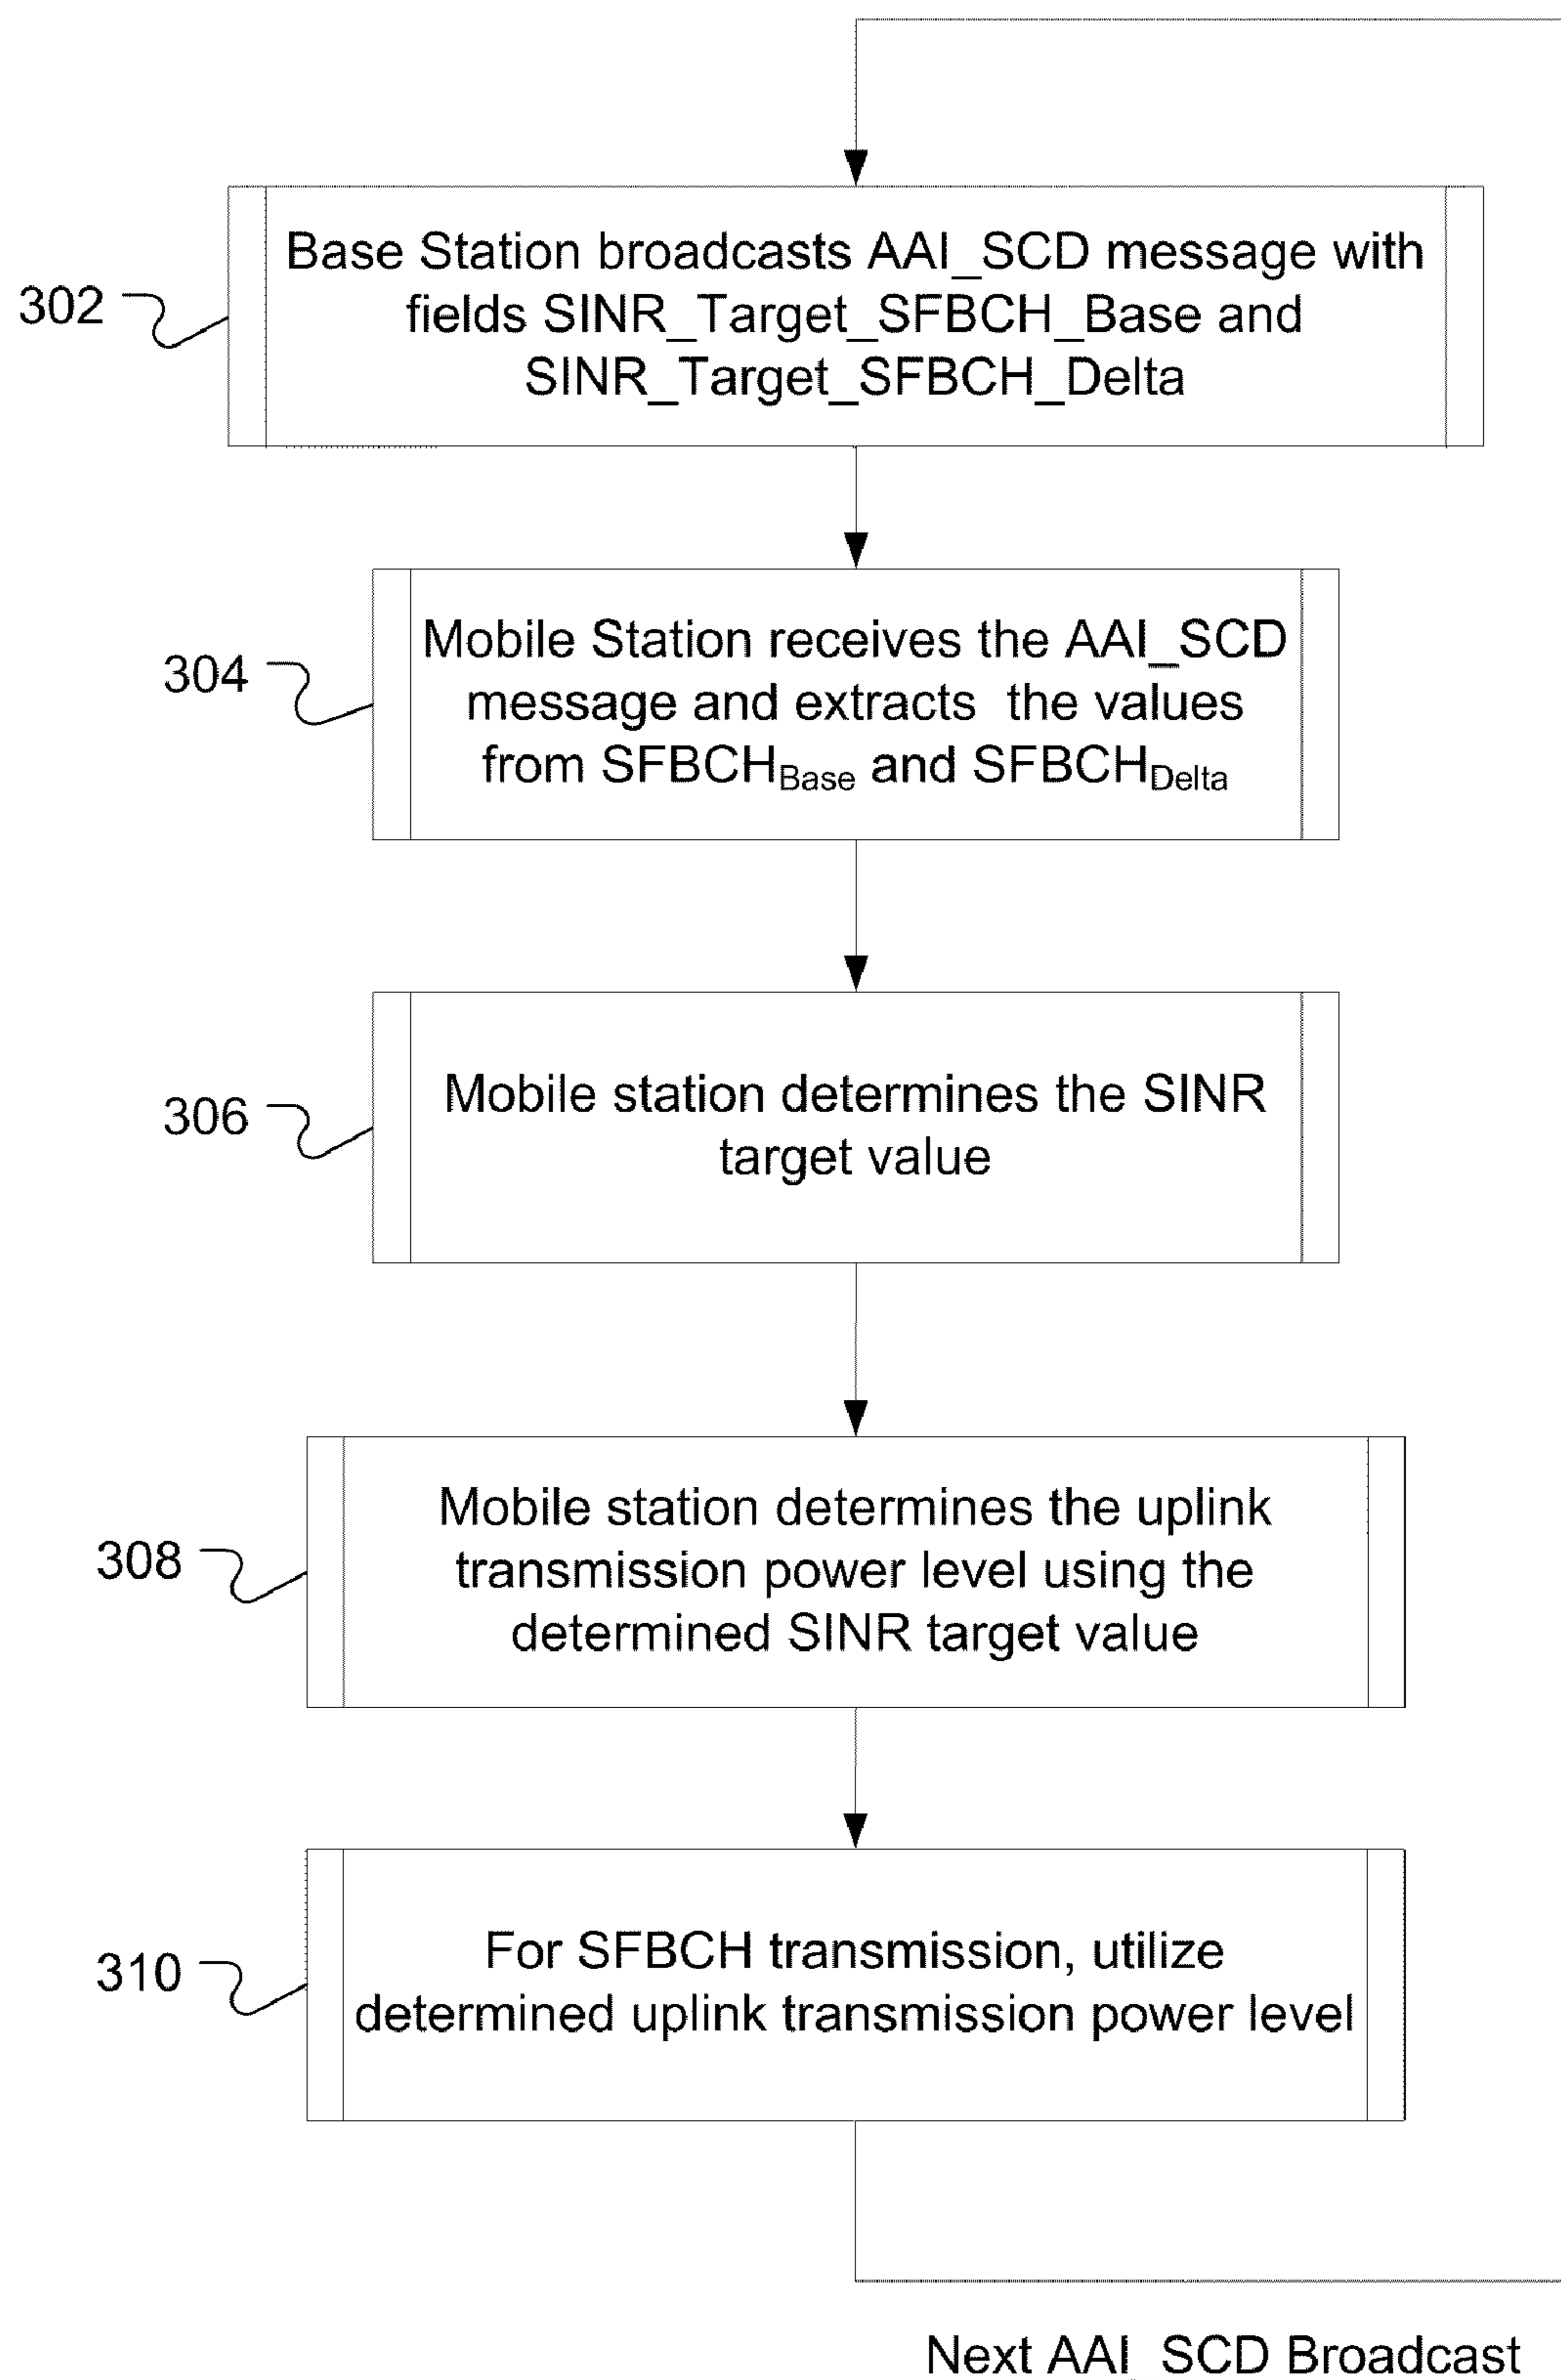 302
Base Station broadcasts AAI_SCD message with
fields SINR_Target_SFBCH_Base and
SINR_Target_SFBCH_Delta
304
Mobile Station receives the AAI_SCD
message and extracts the values
from SFBCHBase and SFBCHDelta
306
Mobile station determines the SINR
target value
308
Mobile station determines the uplink
transmission power level using the
determined SINR target value
310
For SFBCH transmission, utilize
determined uplink transmission power level
Next AAI_SCD Broadcast